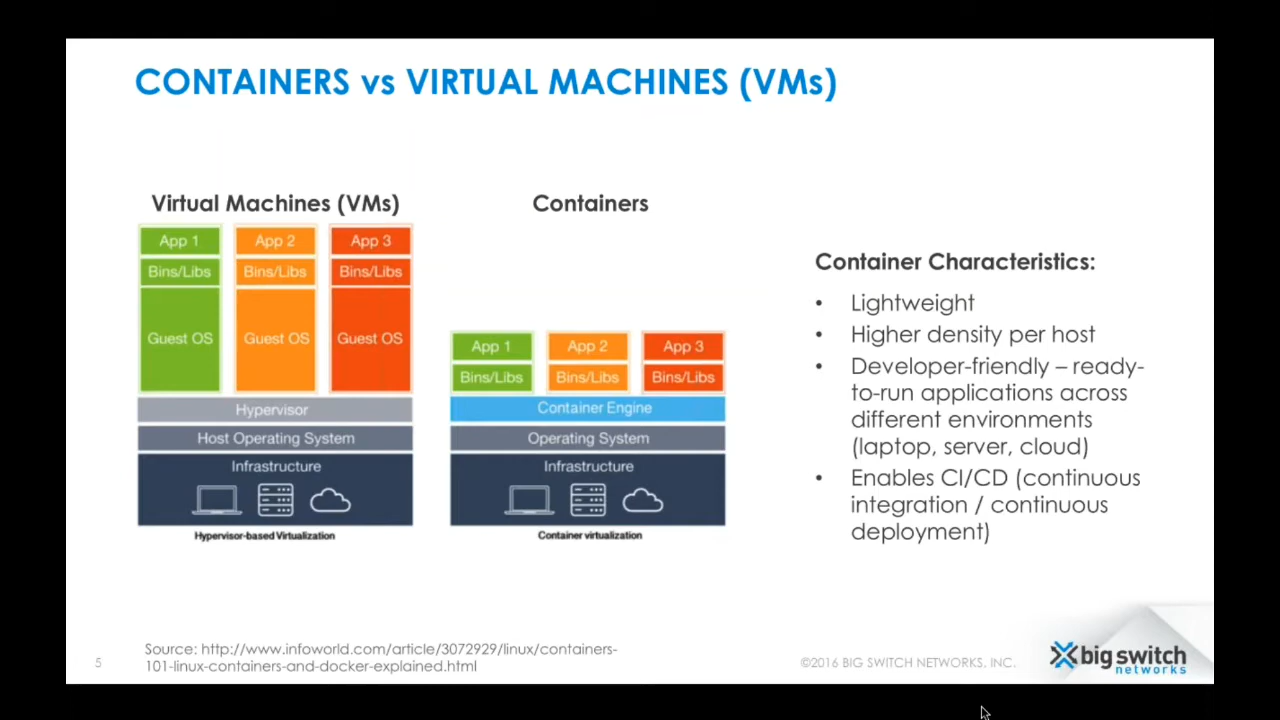 CONTAINERS vs VIRTUAL MACHINES (VMs)
Virtual Machines (VMs)
App 1
App 2
App 3
Bins/Libs
Bins/Libs
Bins/Libs
Guest OS
Guest OS
Guest OS
Hypervisor
Host Operating System
Infrastructure
Hypervisor-based Virtualization
Containers
App 1
App 2
App 3
Bins/Libs
Bins/Libs
Bins/Libs
Container Engine
Operating System
Infrastructure
Container virtualization
Container Characteristics:
• Lightweight
• Higher density per host
• Developer-friendly – ready-
to-run applications across
different environments
(laptop, server, cloud)
• Enables CI/CD (continuous
integration / continuous
deployment)
Source: http://www.infoworld.com/article/3072929/linux/containers-
101-linux-containers-and-docker-explained.html
5
©2016 BIG SWITCH NETWORKS, INC.
big switch
networks